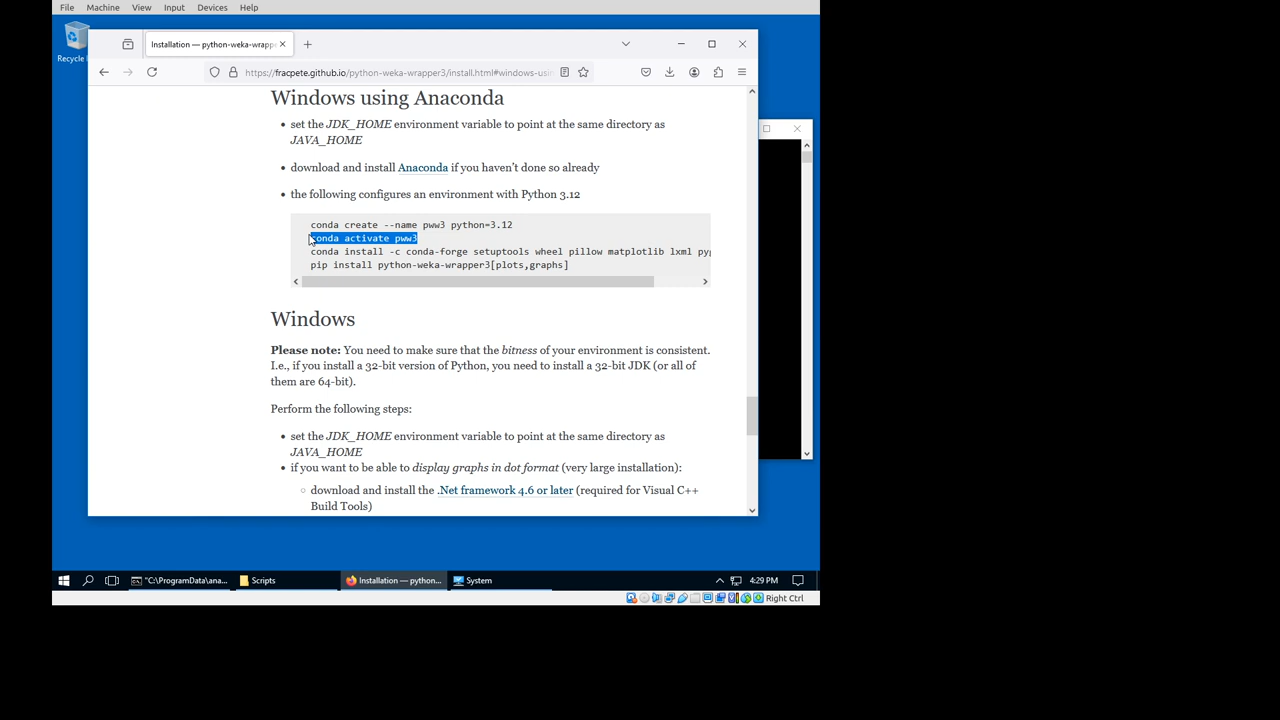 File Machine View Input Devices Help
Recycle
Installation — python-weka-wrappe
https://fracpete.github.io/python-weka-wrapper3/install.html#windows-usin
Windows using Anaconda
• set the JDK_HOME environment variable to point at the same directory as
JAVA_HOME
• download and install Anaconda if you haven’t done so already
• the following configures an environment with Python 3.12
conda create --name pww3 python=3.12
conda activate pww3
conda install -c conda-forge setuptools wheel pillow matplotlib lxml pyg
pip install python-weka-wrapper3[plots,graphs]
Windows
Please note: You need to make sure that the bitness of your environment is consistent.
I.e., if you install a 32-bit version of Python, you need to install a 32-bit JDK (or all of
them are 64-bit).
Perform the following steps:
• set the JDK_HOME environment variable to point at the same directory as
JAVA_HOME
• if you want to be able to display graphs in dot format (very large installation):
◦ download and install the .Net framework 4.6 or later (required for Visual C++
Build Tools)
"C:\ProgramData\ana... Scripts Installation — python... System 4:29 PM
Right Ctrl